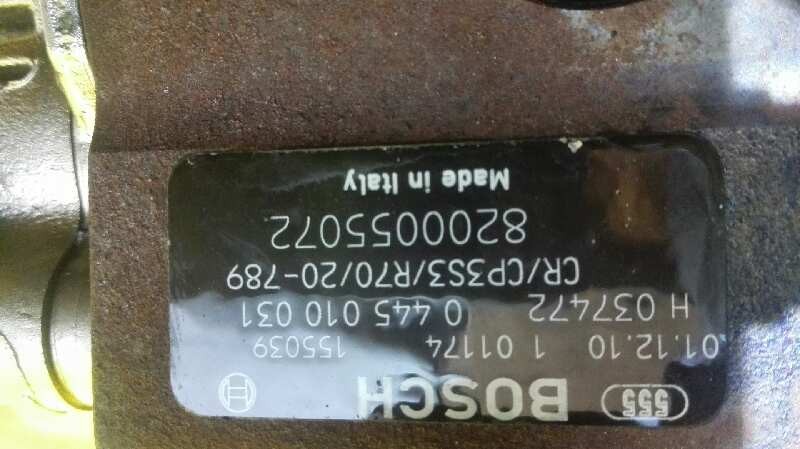 555 BOSCH
01.12.10 1 01174 155039
H 037472 0 445 010 031
CR/CP3S3/R70/20-789
8200055072
Made in Italy